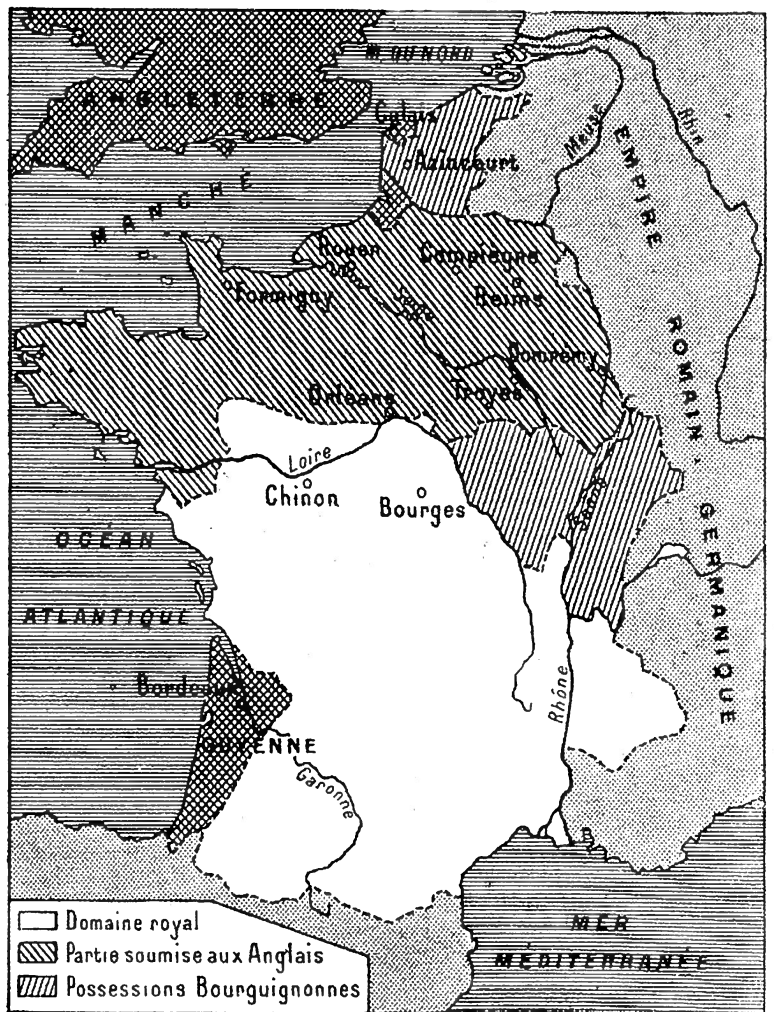 M. DU NORD
ANGLETERRE
Calais
Azincourt
Meuse
Rhin
EMPIRE
ROMAIN
GERMANIQUE
MANCHE
Rouen
Compiègne
Formigny
Seine
Reims
Domrémy
Orléans
Troyes
Loire
Chinon
Bourges
Saône
OCÉAN
ATLANTIQUE
Bordeaux
GUYENNE
Garonne
Rhône
MER
MÉDITERRANÉE
Domaine royal
Partie soumise aux Anglais
Possessions Bourguignonnes